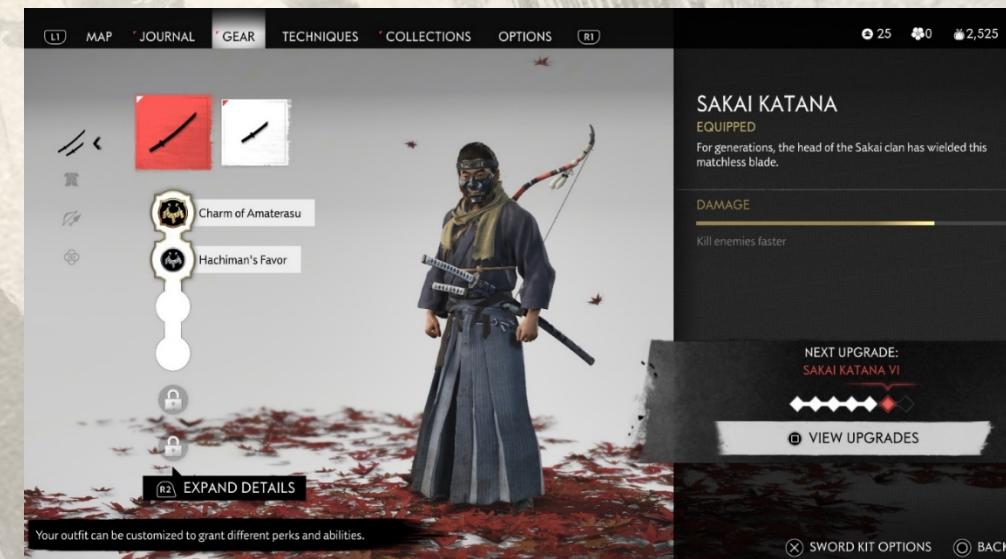 L1 MAP JOURNAL GEAR TECHNIQUES COLLECTIONS OPTIONS R1
25 0 2,525
SAKAI KATANA
EQUIPPED
For generations, the head of the Sakai clan has wielded this
matchless blade.
DAMAGE
Kill enemies faster
Charm of Amaterasu
Hachiman's Favor
NEXT UPGRADE:
SAKAI KATANA VI
VIEW UPGRADES
R2 EXPAND DETAILS
Your outfit can be customized to grant different perks and abilities.
SWORD KIT OPTIONS BACK